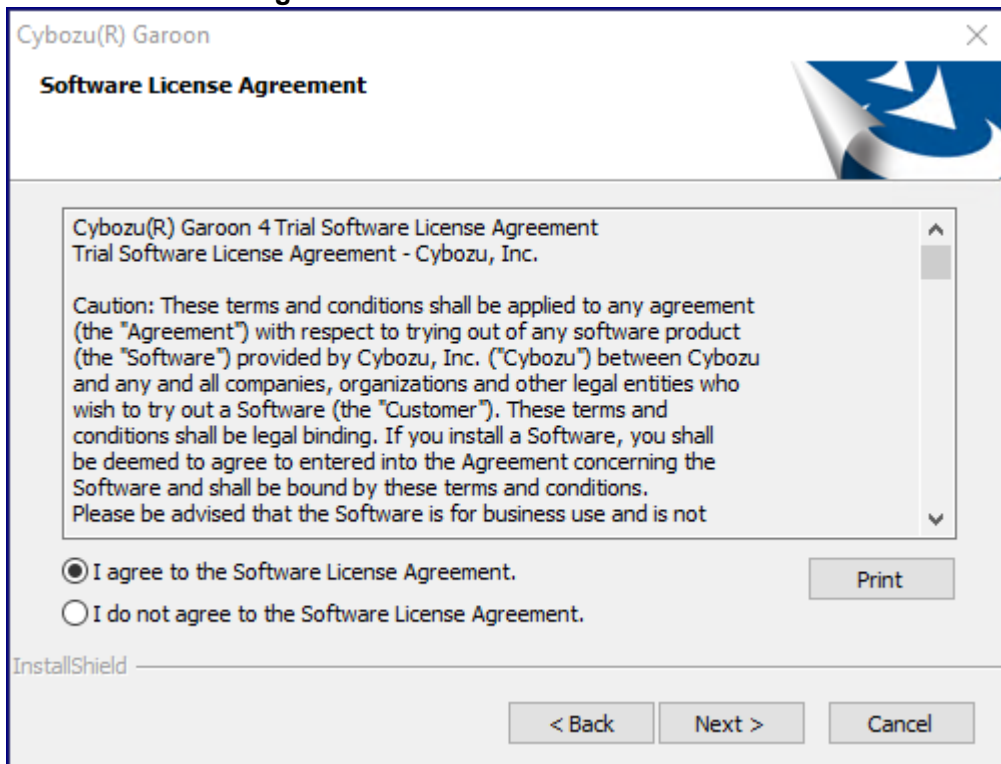 Cybozu(R) Garoon
Software License Agreement
Cybozu(R) Garoon 4 Trial Software License Agreement
Trial Software License Agreement - Cybozu, Inc.
Caution: These terms and conditions shall be applied to any agreement
(the "Agreement") with respect to trying out of any software product
(the "Software") provided by Cybozu, Inc. ("Cybozu") between Cybozu
and any and all companies, organizations and other legal entities who
wish to try out a Software (the "Customer"). These terms and
conditions shall be legal binding. If you install a Software, you shall
be deemed to agree to entered into the Agreement concerning the
Software and shall be bound by these terms and conditions.
Please be advised that the Software is for business use and is not
I agree to the Software License Agreement.
Print
I do not agree to the Software License Agreement.
InstallShield
< Back
Next >
Cancel